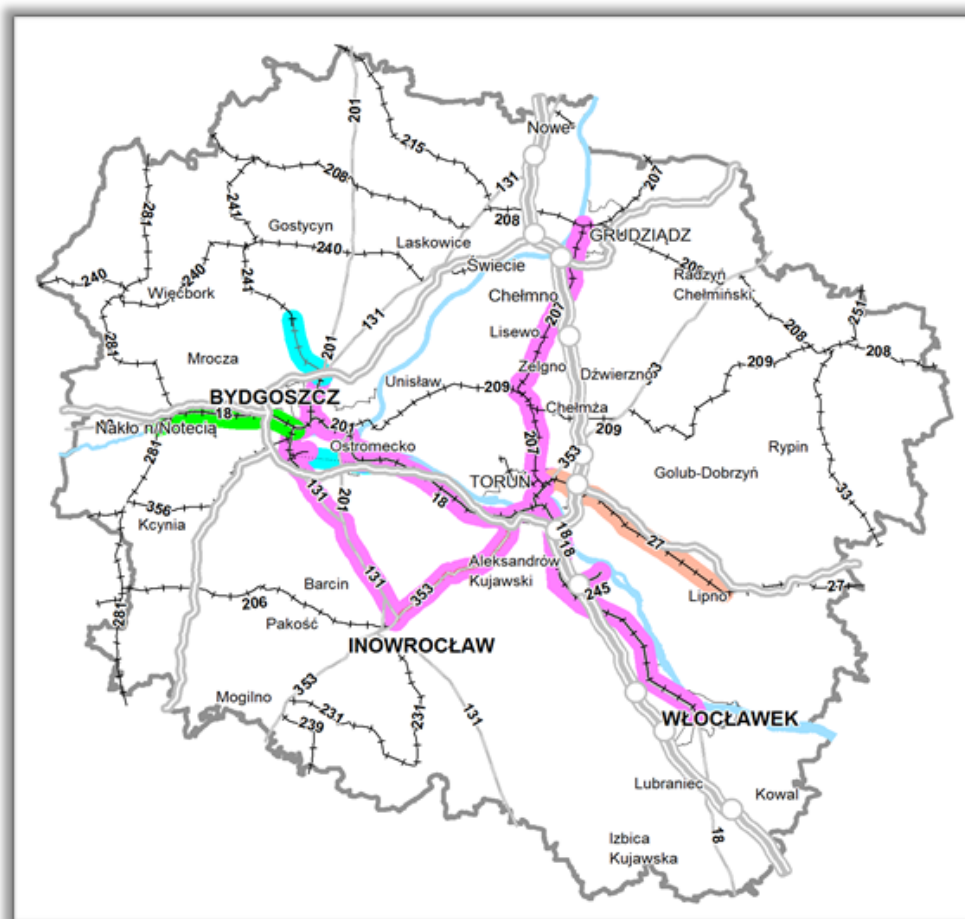 201
Nowe
215
131
207
208
281
241
208
Gostycyn
GRUDZIĄDZ
240
Laskowice
Świecie
Radzyń
Chełmiński
240
240
Więcbork
241
Chełmno
251
131
207
Lisewo
208
208
281
Mrocza
201
Zelgno
Dźwierzno
209
BYDGOSZCZ
Unisław
209
18
201
Chełmża
209
Nakło n/Notecią
Ostromecko
207
Rypin
281
353
Golub-Dobrzyń
131
201
18
TORUŃ
33
356
Kcynia
18
18
27
Aleksandrów
Kujawski
Barcin
131
353
245
Lipno
27
281
206
Pakość
INOWROCŁAW
Mogilno
353
231
231
131
WŁOCŁAWEK
239
Lubraniec
Kowal
18
Izbica
Kujawska